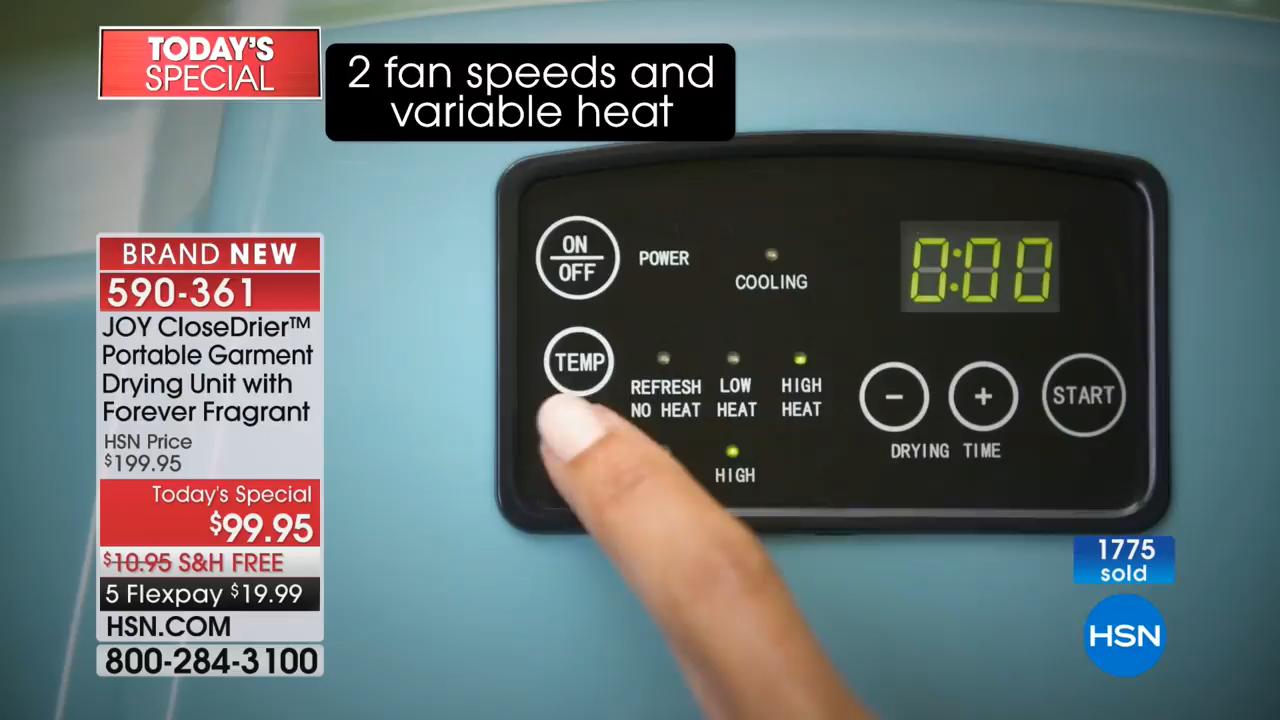 TODAY'S
SPECIAL
2 fan speeds and
variable heat
BRAND NEW
590-361
JOY CloseDrier™
Portable Garment
Drying Unit with
Forever Fragrant
HSN Price
$199.95
Today's Special
$99.95
$10.95 S&H FREE
5 Flexpay $19.99
HSN.COM
800-284-3100
ON
OFF
POWER
COOLING
0:00
TEMP
REFRESH
NO HEAT
LOW
HEAT
HIGH
HEAT
HIGH
-
+
DRYING TIME
START
1775
sold
HSN